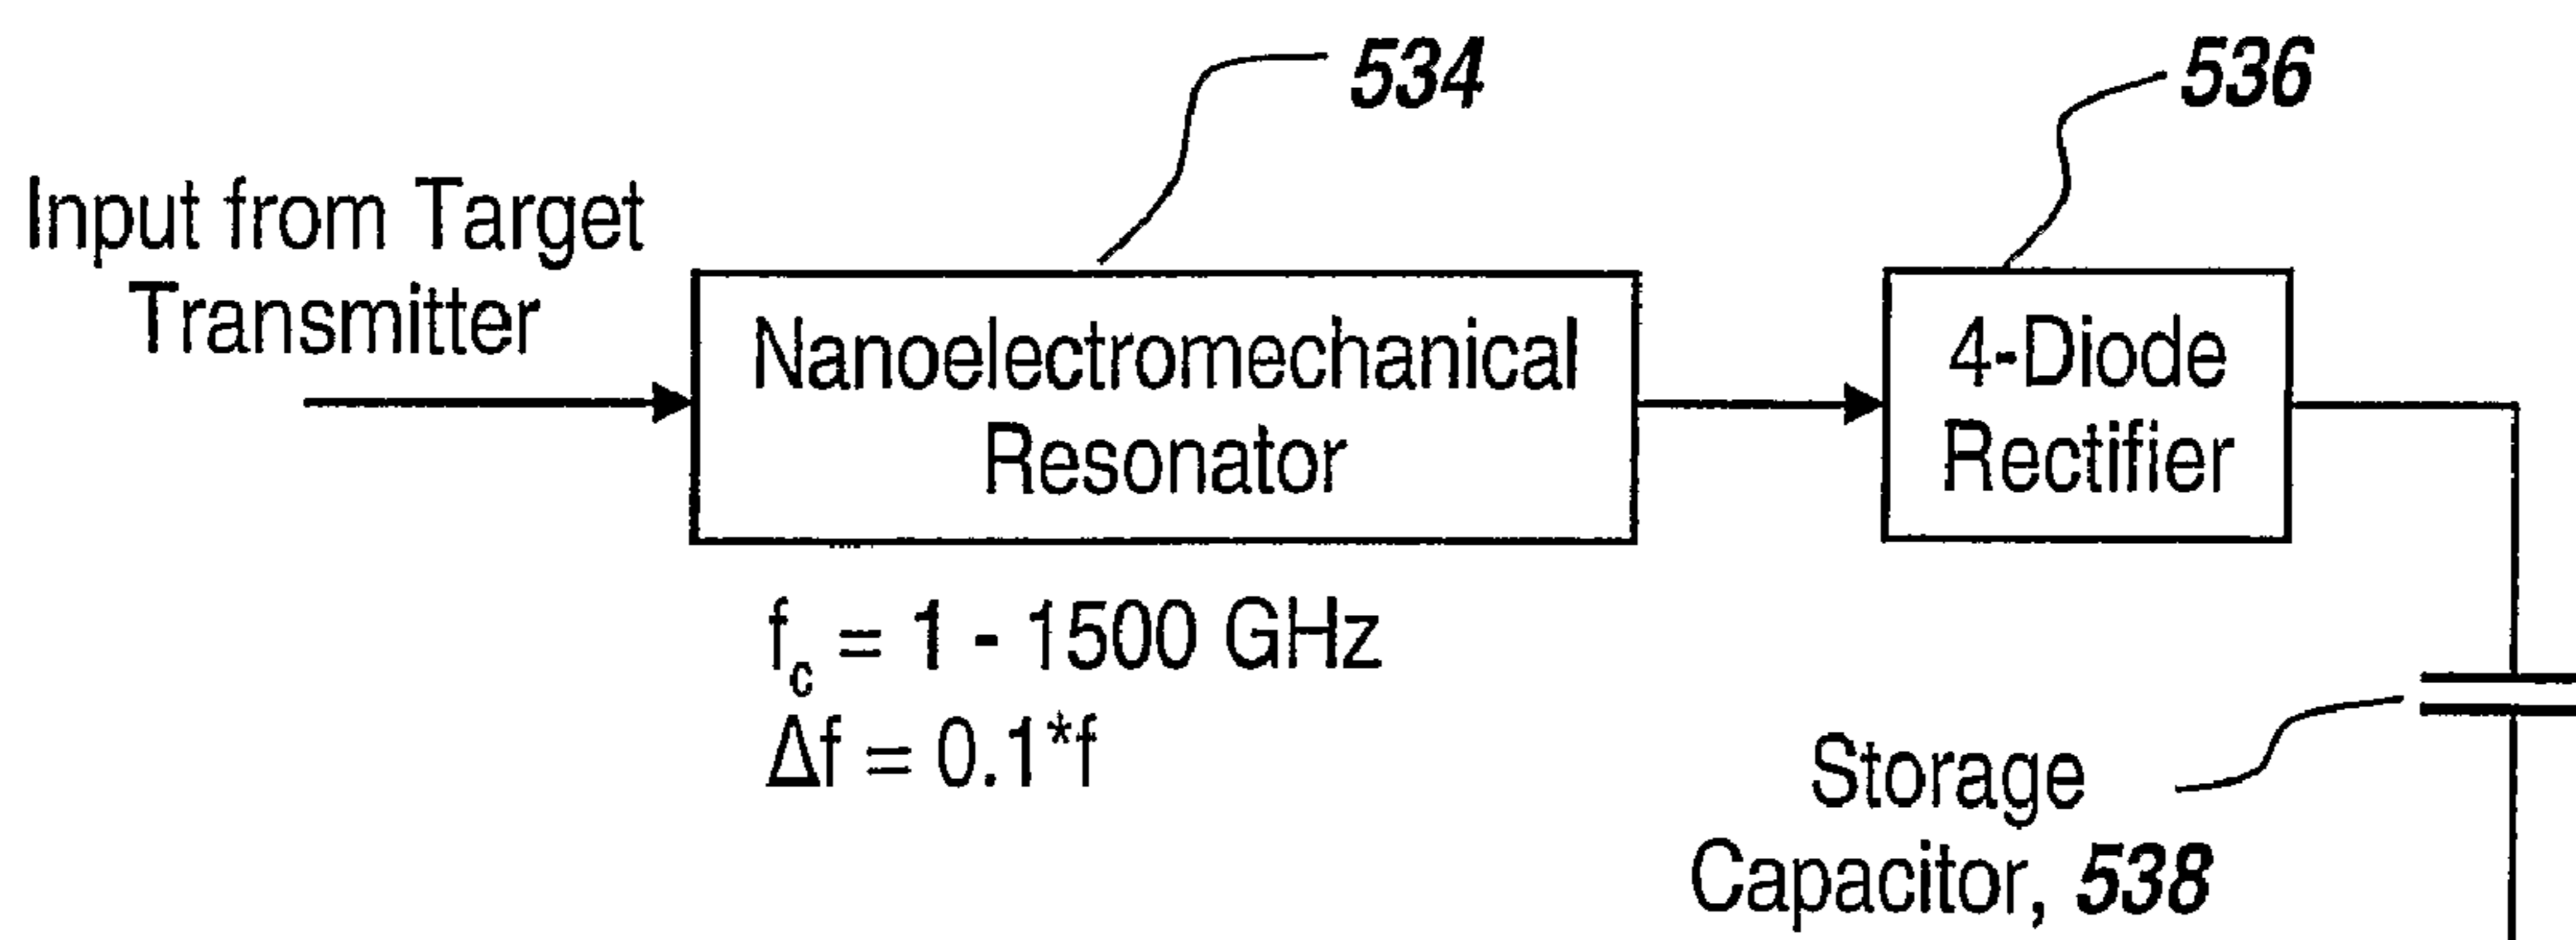 534
536
Input from Target
Transmitter
Nanoelectromechanical
Resonator
4-Diode
Rectifier
f_c = 1 - 1500 GHz
Δf = 0.1*f
Storage
Capacitor, 538